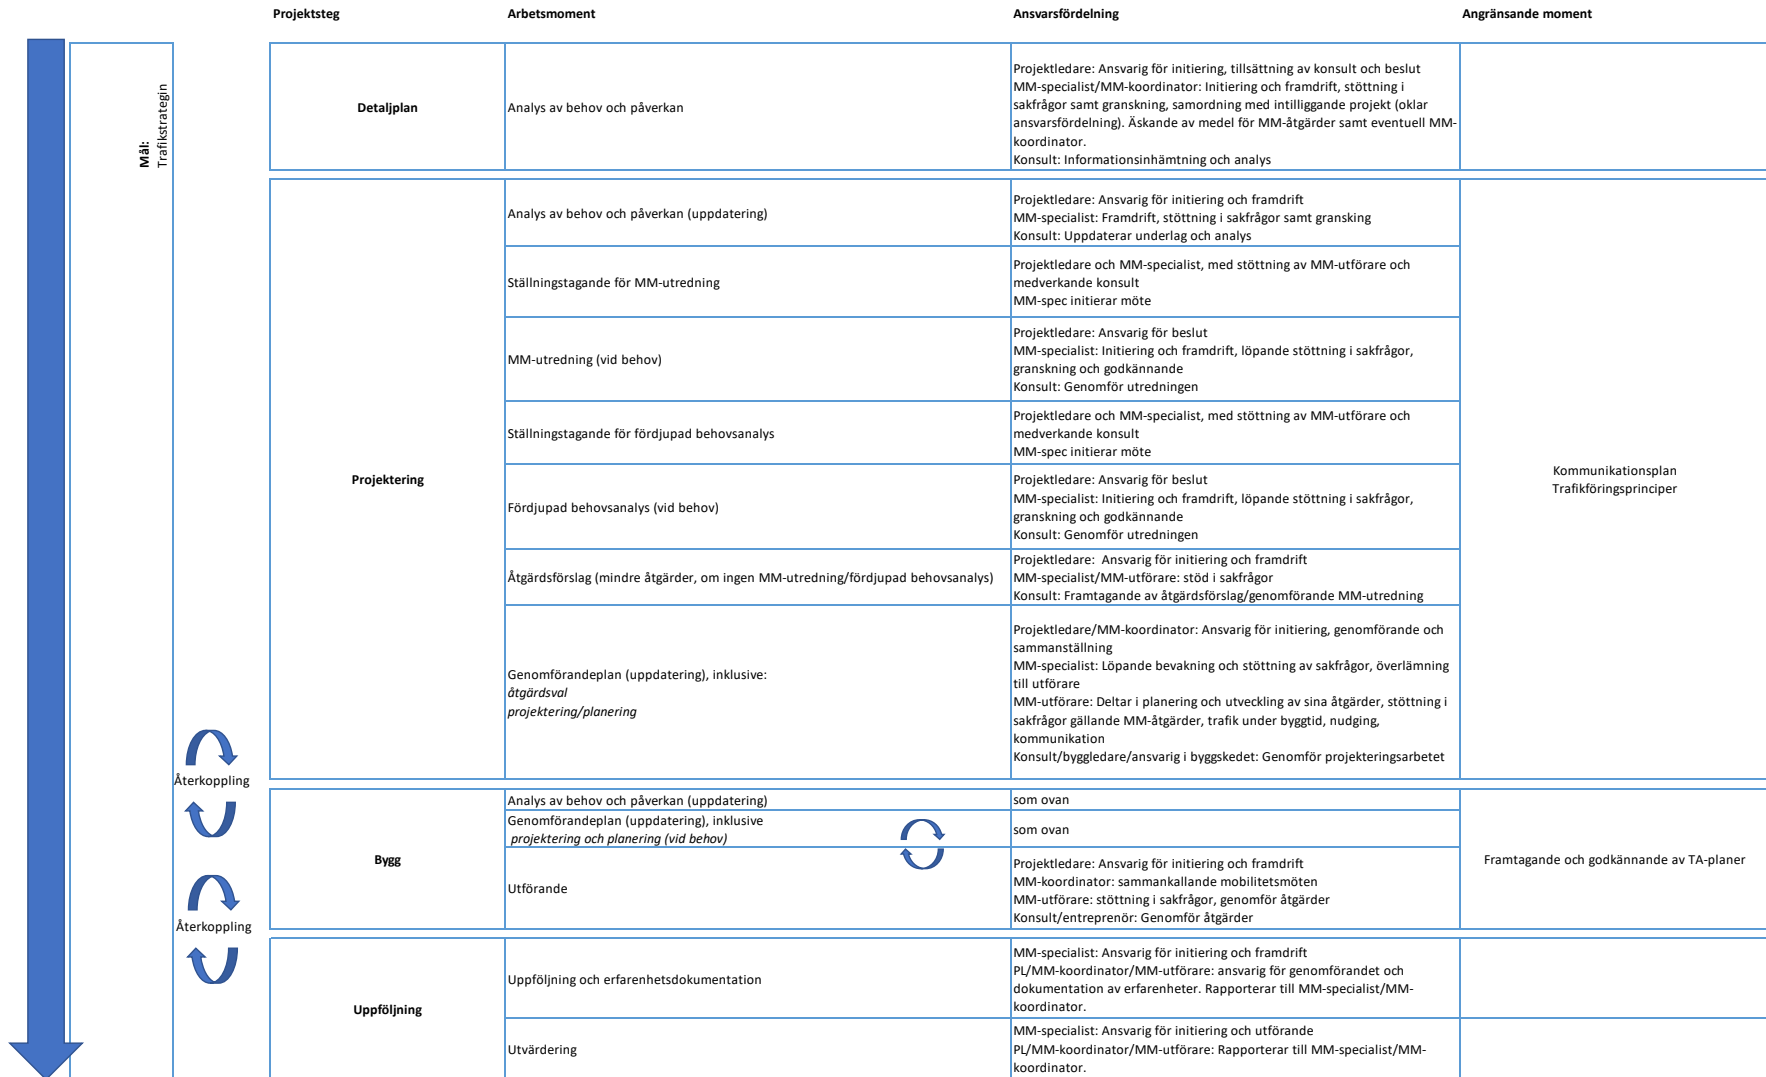 Projektsteg
Arbetsmoment
Ansvarsfördelning
Angränsande moment
Mål:
Trafikstrategin
Detaljplan
Analys av behov och påverkan
Projektledare: Ansvarig för initiering, tillsättning av konsult och beslut
MM-specialist/MM-koordinator: Initiering och framdrift, stöttning i
sakfrågor samt granskning, samordning med intilliggande projekt (oklar
ansvarsfördelning). Äskande av medel för MM-åtgärder samt eventuell MM-
koordinator.
Konsult: Informationsinhämtning och analys
Projektering
Analys av behov och påverkan (uppdatering)
Projektledare: Ansvarig för initiering och framdrift
MM-specialist: Framdrift, stöttning i sakfrågor samt gransking
Konsult: Uppdaterar underlag och analys
Ställningstagande för MM-utredning
Projektledare och MM-specialist, med stöttning av MM-utförare och
medverkande konsult
MM-spec initierar möte
MM-utredning (vid behov)
Projektledare: Ansvarig för beslut
MM-specialist: Initiering och framdrift, löpande stöttning i sakfrågor,
granskning och godkännande
Konsult: Genomför utredningen
Ställningstagande för fördjupad behovsanalys
Projektledare och MM-specialist, med stöttning av MM-utförare och
medverkande konsult
MM-spec initierar möte
Fördjupad behovsanalys (vid behov)
Projektledare: Ansvarig för beslut
MM-specialist: Initiering och framdrift, löpande stöttning i sakfrågor,
granskning och godkännande
Konsult: Genomför utredningen
Åtgärdsförslag (mindre åtgärder, om ingen MM-utredning/fördjupad behovsanalys)
Projektledare:  Ansvarig för initiering och framdrift
MM-specialist/MM-utförare: stöd i sakfrågor
Konsult: Framtagande av åtgärdsförslag/genomförande MM-utredning
Genomförandeplan (uppdatering), inklusive:
åtgärdsval
projektering/planering
Projektledare/MM-koordinator: Ansvarig för initiering, genomförande och
sammanställning
MM-specialist: Löpande bevakning och stöttning av sakfrågor, överlämning
till utförare
MM-utförare: Deltar i planering och utveckling av sina åtgärder, stöttning i
sakfrågor gällande MM-åtgärder, trafik under byggtid, nudging,
kommunikation
Konsult/byggledare/ansvarig i byggskedet: Genomför projekteringsarbetet
Kommunikationsplan
Trafikföringsprinciper
Återkoppling
Bygg
Analys av behov och påverkan (uppdatering)
som ovan
Genomförandeplan (uppdatering), inklusive
projektering och planering (vid behov)
som ovan
Utförande
Projektledare: Ansvarig för initiering och framdrift
MM-koordinator: sammankallande mobilitetsmöten
MM-utförare: stöttning i sakfrågor, genomför åtgärder
Konsult/entreprenör: Genomför åtgärder
Framtagande och godkännande av TA-planer
Återkoppling
Uppföljning
Uppföljning och erfarenhetsdokumentation
MM-specialist: Ansvarig för initiering och framdrift
PL/MM-koordinator/MM-utförare: ansvarig för genomförandet och
dokumentation av erfarenheter. Rapporterar till MM-specialist/MM-
koordinator.
Utvärdering
MM-specialist: Ansvarig för initiering och utförande
PL/MM-koordinator/MM-utförare: Rapporterar till MM-specialist/MM-
koordinator.